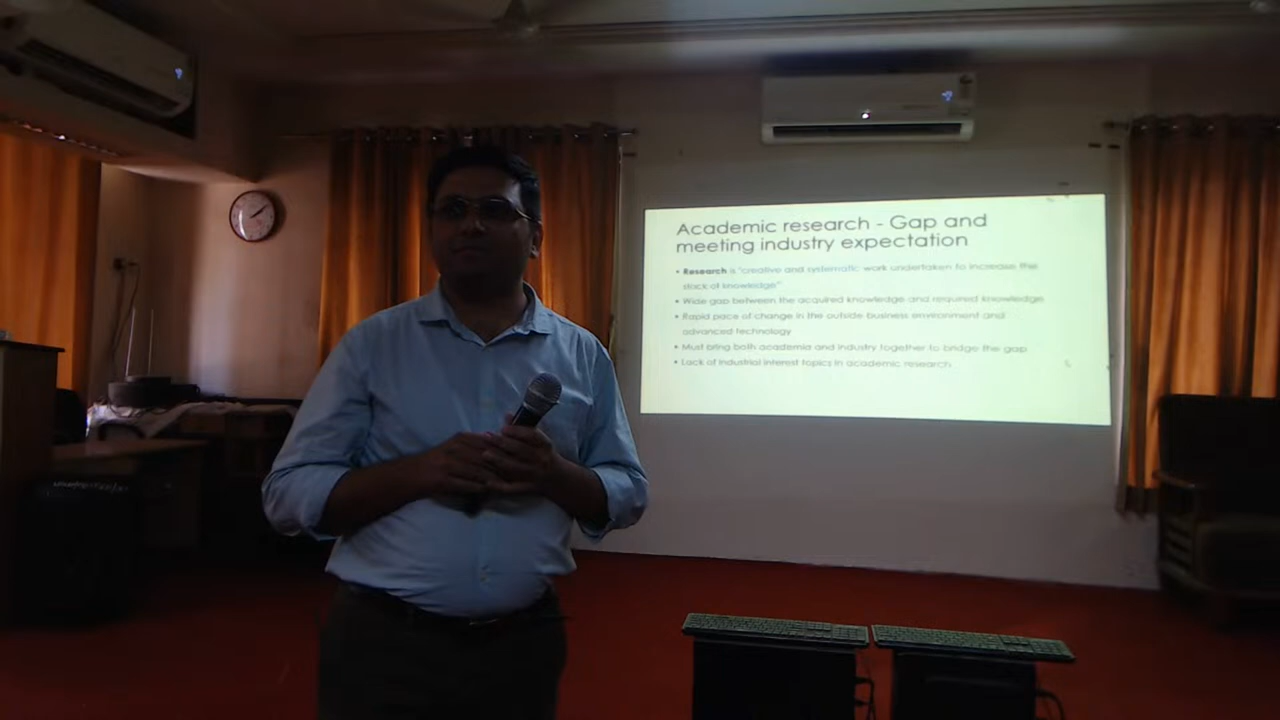 Academic research - Gap and
meeting industry expectation
• Research is "creative and systematic work undertaken to increase the
stock of knowledge"
• Wide gap between the acquired knowledge and required knowledge
• Rapid pace of change in the outside business environment and
advanced technology
• Must bring both academia and industry together to bridge the gap
• Lack of industrial interest topics in academic research